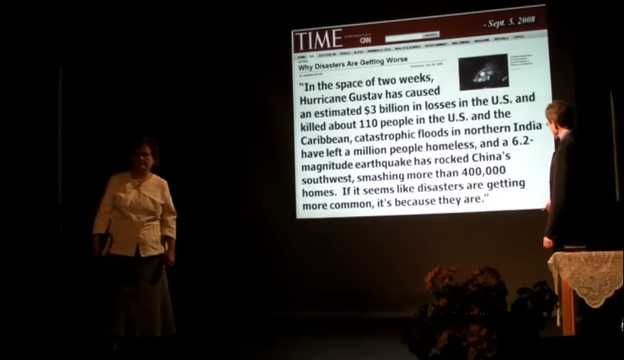 - Sept. 5, 2008
TIME
CNN
Why Disasters Are Getting Worse
"In the space of two weeks,
Hurricane Gustav has caused
an estimated $3 billion in losses in the U.S. and
killed about 110 people in the U.S. and the
Caribbean, catastrophic floods in northern India
have left a million people homeless, and a 6.2-
magnitude earthquake has rocked China's
southwest, smashing more than 400,000
homes. If it seems like disasters are getting
more common, it's because they are."